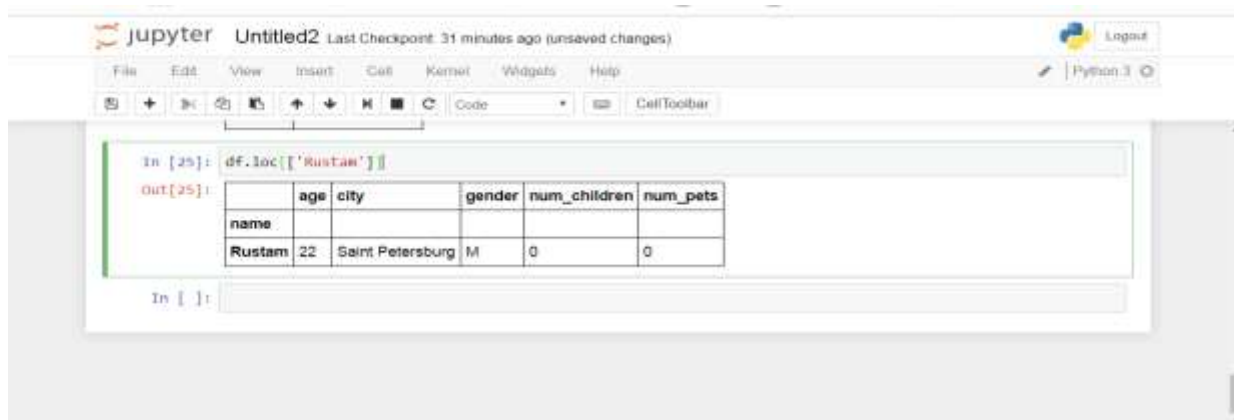 jupyter Untitled2 Last Checkpoint: 31 minutes ago (unsaved changes) Logout
File Edit View Insert Cell Kernel Widgets Help Python 3
Code CellToolbar
In [25]: df.loc[['Rustam']]
Out[25]:
age city gender num_children num_pets
name
Rustam 22 Saint Petersburg M 0 0
In [ ]: